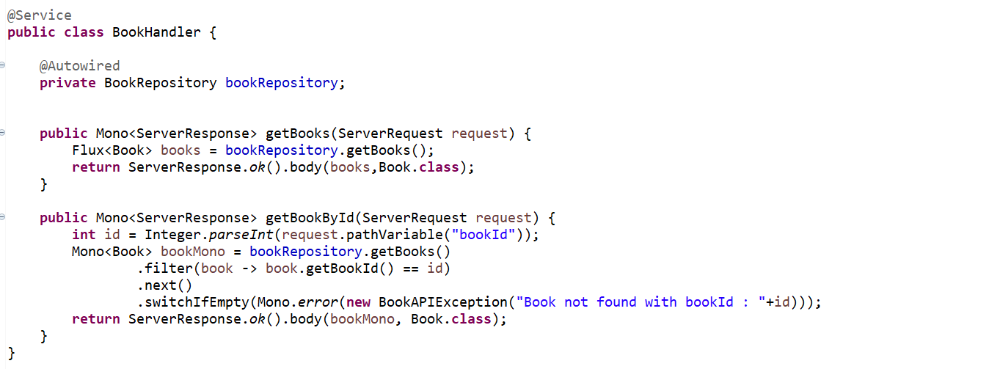 @Service
public class BookHandler {
@Autowired
private BookRepository bookRepository;
public Mono<ServerResponse> getBooks(ServerRequest request) {
Flux<Book> books = bookRepository.getBooks();
return ServerResponse.ok().body(books,Book.class);
}
public Mono<ServerResponse> getBookById(ServerRequest request) {
int id = Integer.parseInt(request.pathVariable("bookId"));
Mono<Book> bookMono = bookRepository.getBooks()
.filter(book -> book.getBookId() == id)
.next()
.switchIfEmpty(Mono.error(new BookAPIException("Book not found with bookId : "+id)));
return ServerResponse.ok().body(bookMono, Book.class);
}
}